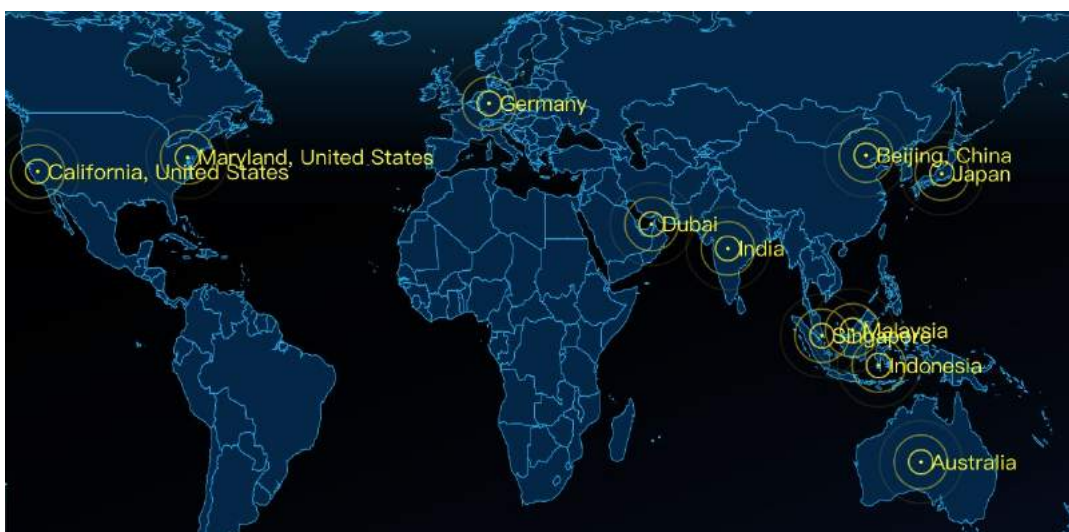 Germany
Maryland, United States
California, United States
Beijing, China
Japan
Dubai
India
Malaysia
Singapore
Indonesia
Australia